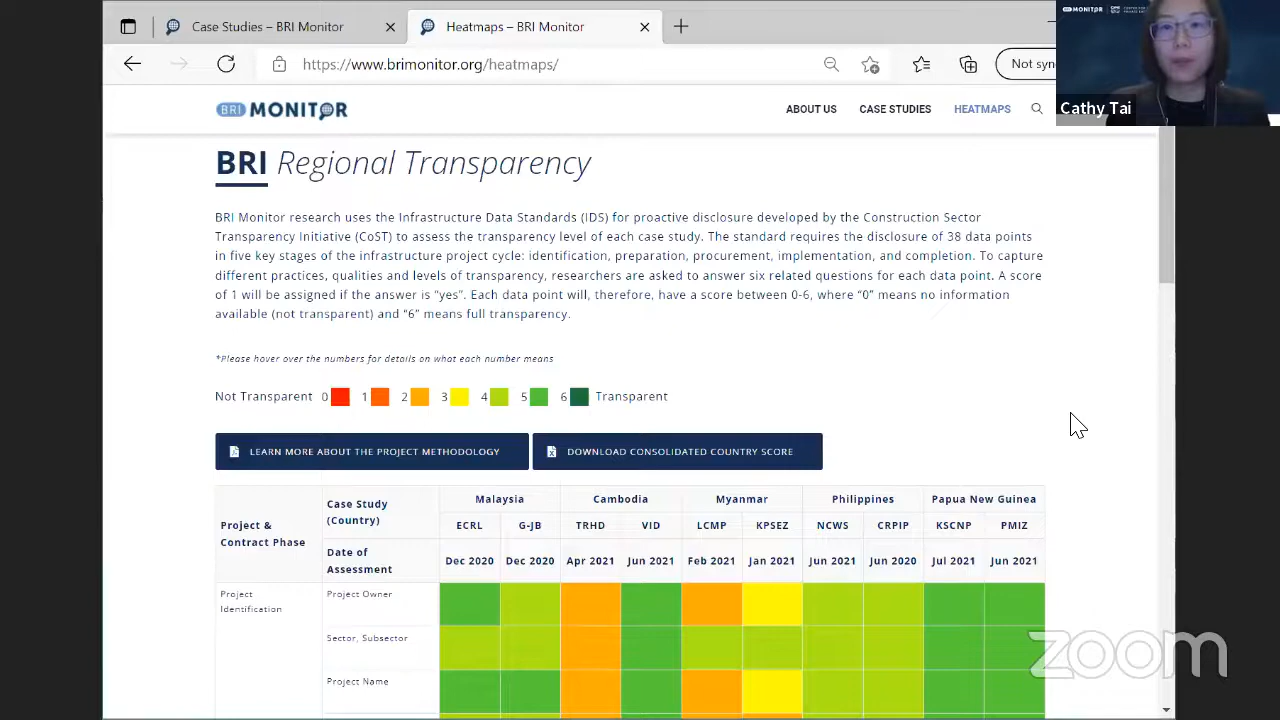 Case Studies – BRI Monitor
Heatmaps – BRI Monitor
https://www.brimonitor.org/heatmaps/
Not syn
BRI MONITOR
Cathy Tai
BRI MONITOR
ABOUT US
CASE STUDIES
HEATMAPS
BRI Regional Transparency
BRI Monitor research uses the Infrastructure Data Standards (IDS) for proactive disclosure developed by the Construction Sector
Transparency Initiative (CoST) to assess the transparency level of each case study. The standard requires the disclosure of 38 data points
in five key stages of the infrastructure project cycle: identification, preparation, procurement, implementation, and completion. To capture
different practices, qualities and levels of transparency, researchers are asked to answer six related questions for each data point. A score
of 1 will be assigned if the answer is “yes”. Each data point will, therefore, have a score between 0-6, where “0” means no information
available (not transparent) and “6” means full transparency.
*Please hover over the numbers for details on what each number means
Not Transparent 0 1 2 3 4 5 6 Transparent
LEARN MORE ABOUT THE PROJECT METHODOLOGY
DOWNLOAD CONSOLIDATED COUNTRY SCORE
Project &
Contract Phase
Case Study
(Country)
Malaysia Cambodia Myanmar Philippines Papua New Guinea
ECRL G-JB TRHD VID LCMP KPSEZ NCWS CRPIP KSCNP PMIZ
Date of
Assessment
Dec 2020 Dec 2020 Apr 2021 Jun 2021 Feb 2021 Jan 2021 Jun 2021 Jun 2020 Jul 2021 Jun 2021
Project
Identification
Project Owner
Sector, Subsector
Project Name
zoom